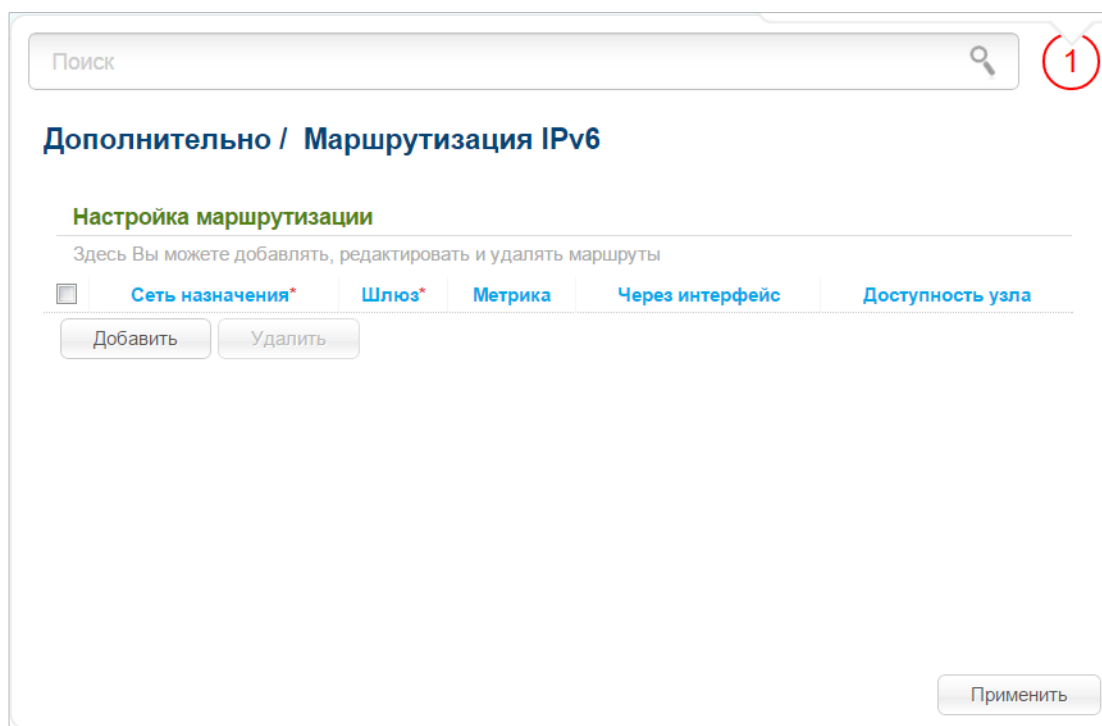 Поиск
1
Дополнительно / Маршрутизация IPv6
Настройка маршрутизации
Здесь Вы можете добавлять, редактировать и удалять маршруты
Сеть назначения* Шлюз* Метрика Через интерфейс Доступность узла
Добавить Удалить
Применить